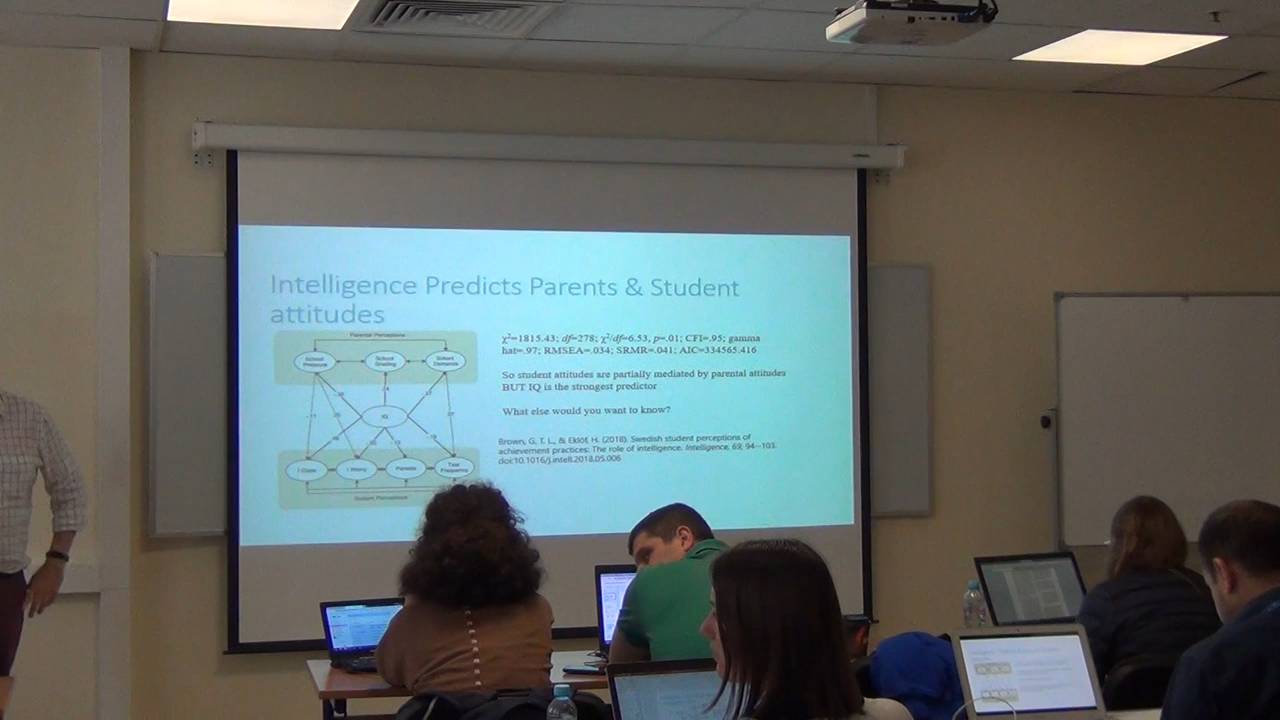 Intelligence Predicts Parents & Student
attitudes
Parental Perceptions
School
Pressure
School
Grading
School
Demands
IQ
I Worry
Parents
Test
Frequency
Student Perceptions
χ²=1815.43; df=278; χ²/df=6.53, p=.01; CFI=.95; gamma
hat=.97; RMSEA=.034; SRMR=.041; AIC=334565.416
So student attitudes are partially mediated by parental attitudes
BUT IQ is the strongest predictor
What else would you want to know?
Brown, G. T. L., & Eklöf, H. (2018). Swedish student perceptions of
achievement practices: The role of intelligence. Intelligence, 69, 94--103.
doi:10.1016/j.intell.2018.05.006